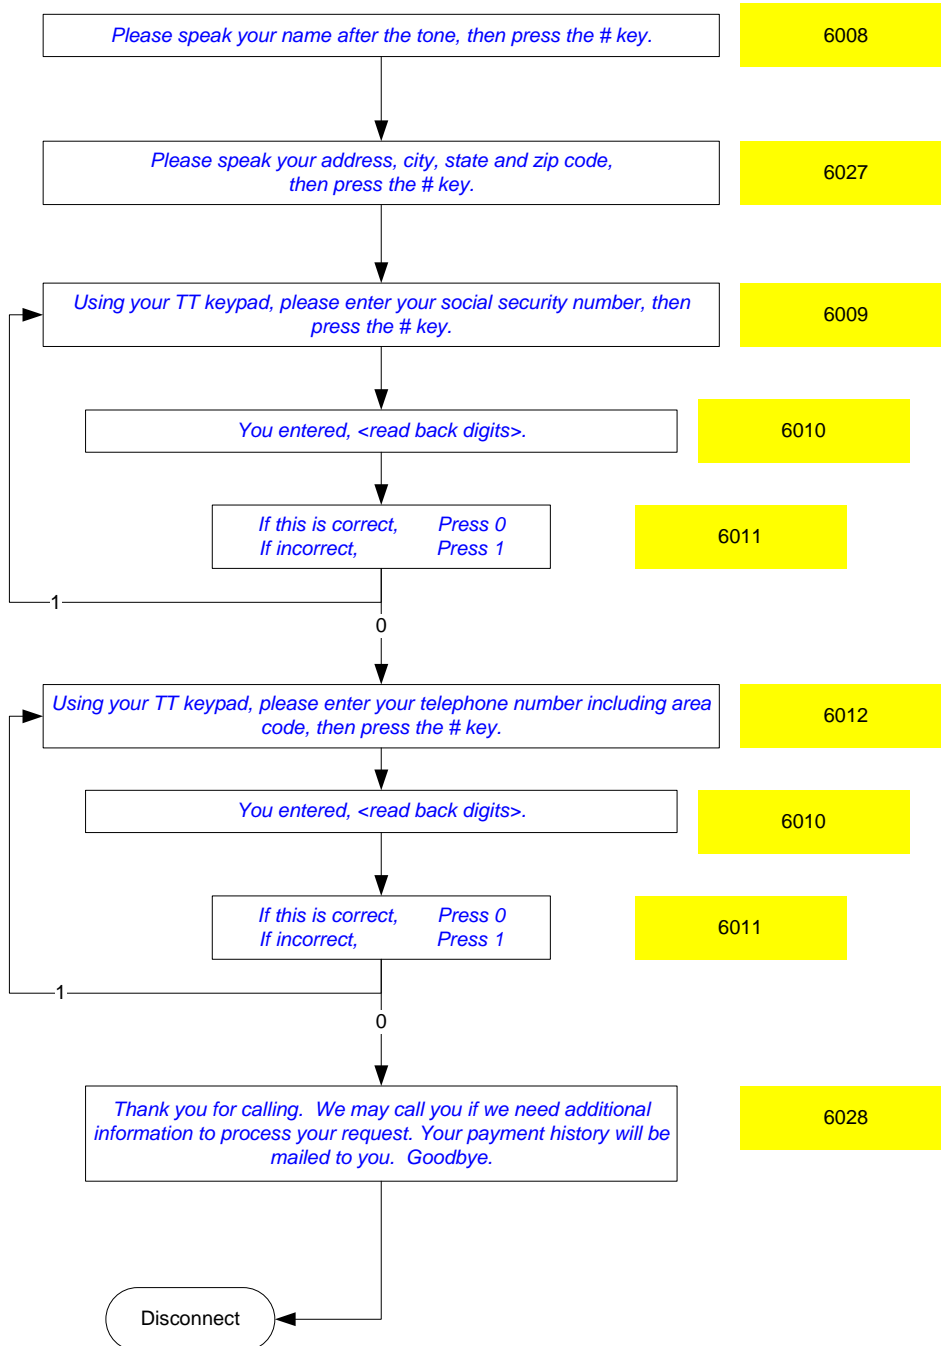 Please speak your name after the tone, then press the # key.
6008
Please speak your address, city, state and zip code,
then press the # key.
6027
Using your TT keypad, please enter your social security number, then
press the # key.
6009
You entered, <read back digits>.
6010
If this is correct, Press 0
If incorrect, Press 1
6011
1
0
Using your TT keypad, please enter your telephone number including area
code, then press the # key.
6012
You entered, <read back digits>.
6010
If this is correct, Press 0
If incorrect, Press 1
6011
1
0
Thank you for calling. We may call you if we need additional
information to process your request. Your payment history will be
mailed to you. Goodbye.
6028
Disconnect